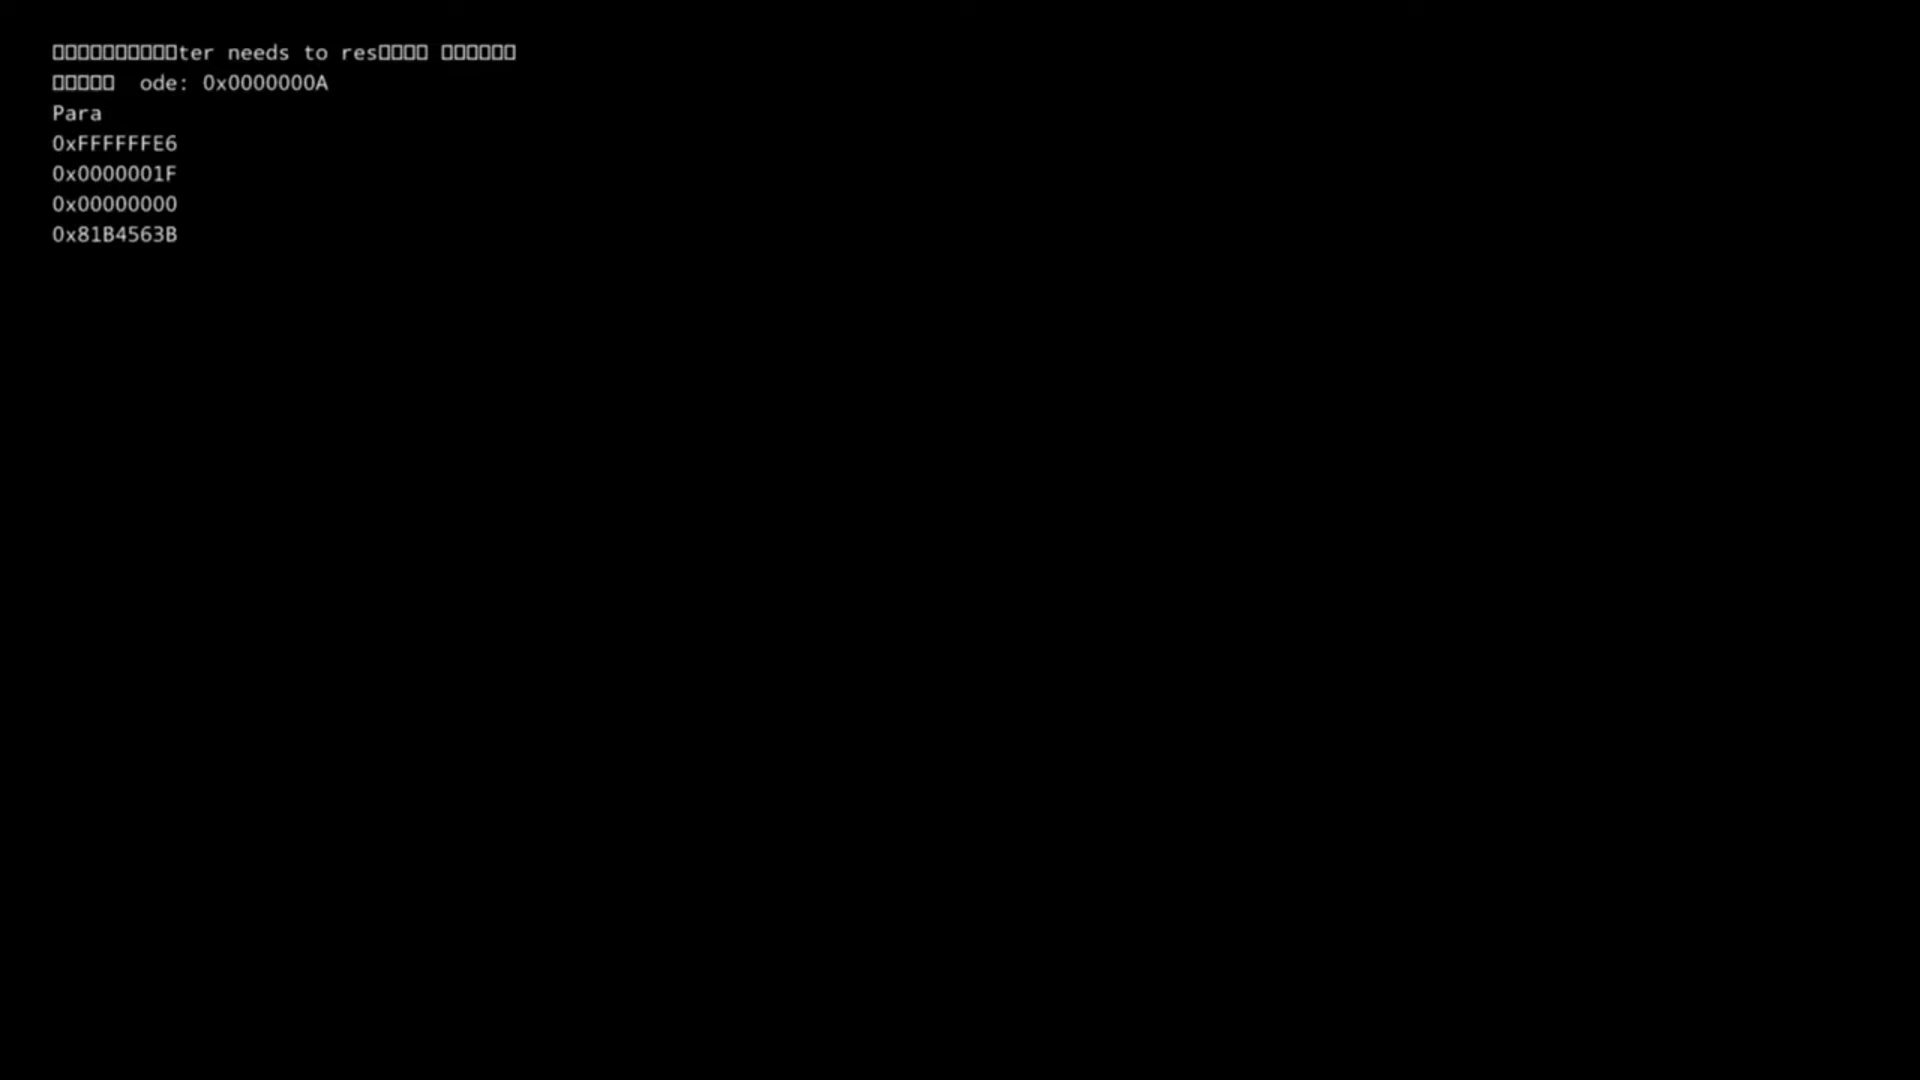 ▯▯▯▯▯▯▯▯▯▯ter needs to res▯▯▯▯ ▯▯▯▯▯▯
▯▯▯▯▯  ode: 0x0000000A
Para
0xFFFFFFE6
0x0000001F
0x00000000
0x81B4563B